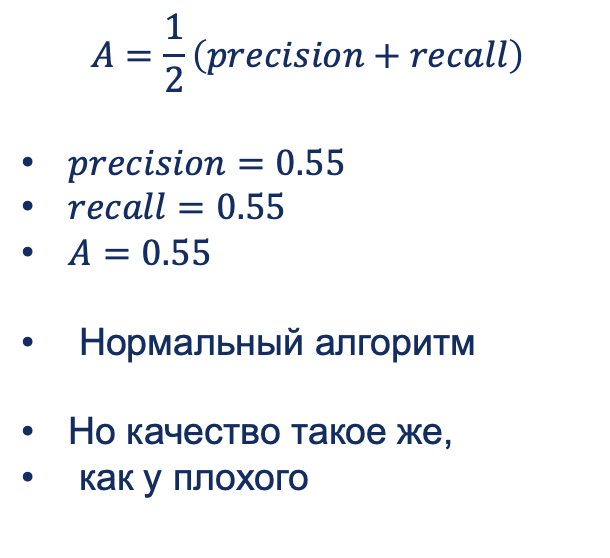 A = 1/2 (precision + recall)
• precision = 0.55
• recall = 0.55
• A = 0.55
• Нормальный алгоритм
• Но качество такое же,
• как у плохого